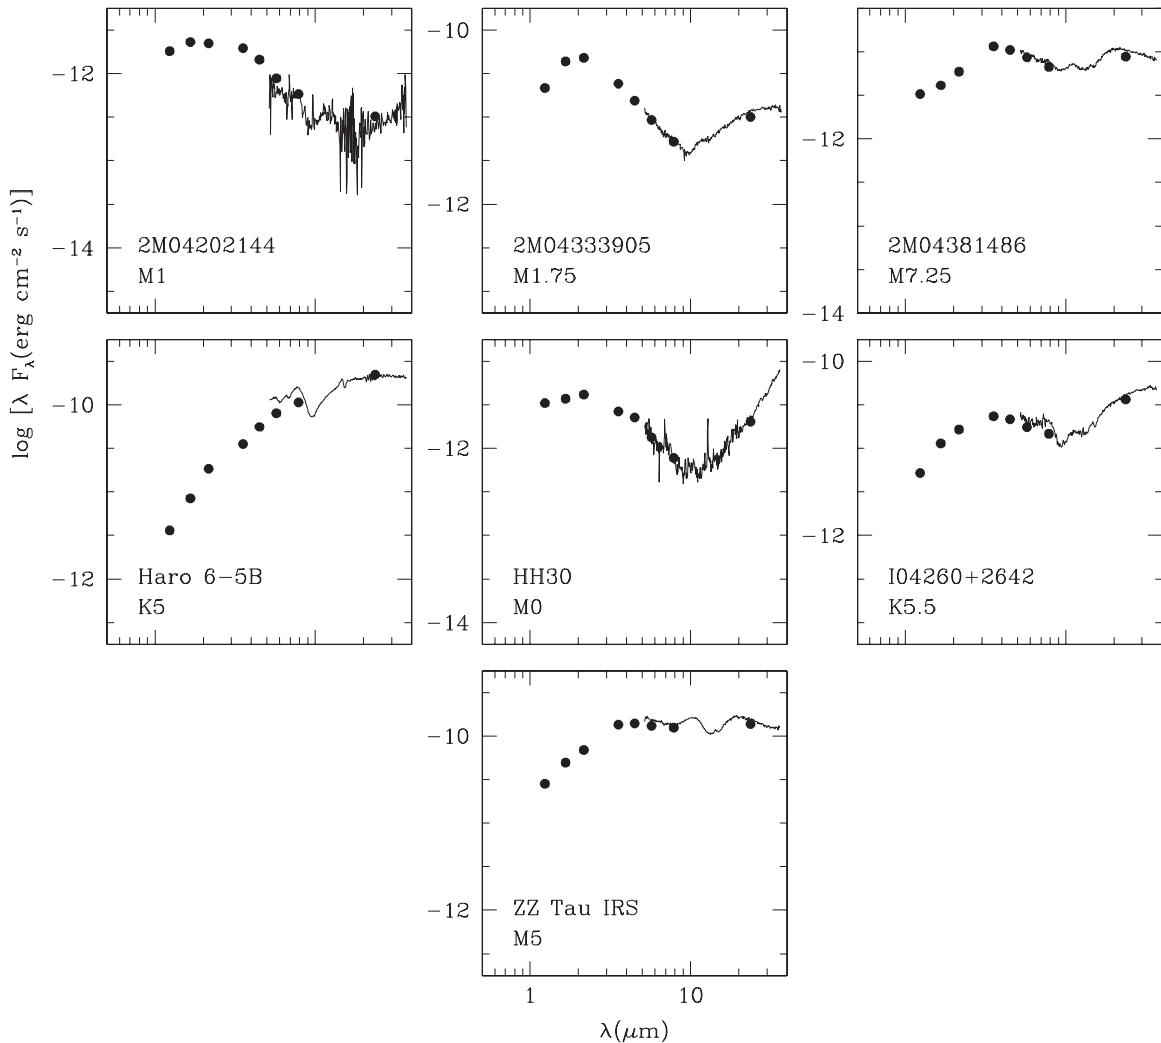 log [λ Fλ(erg cm⁻² s⁻¹)]
−12
−14
2M04202144
M1
−10
−12
2M04333905
M1.75
−12
−14
2M04381486
M7.25
−10
−12
Haro 6−5B
K5
−12
−14
HH30
M0
−10
−12
I04260+2642
K5.5
−10
−12
ZZ Tau IRS
M5
1 10
λ(μm)